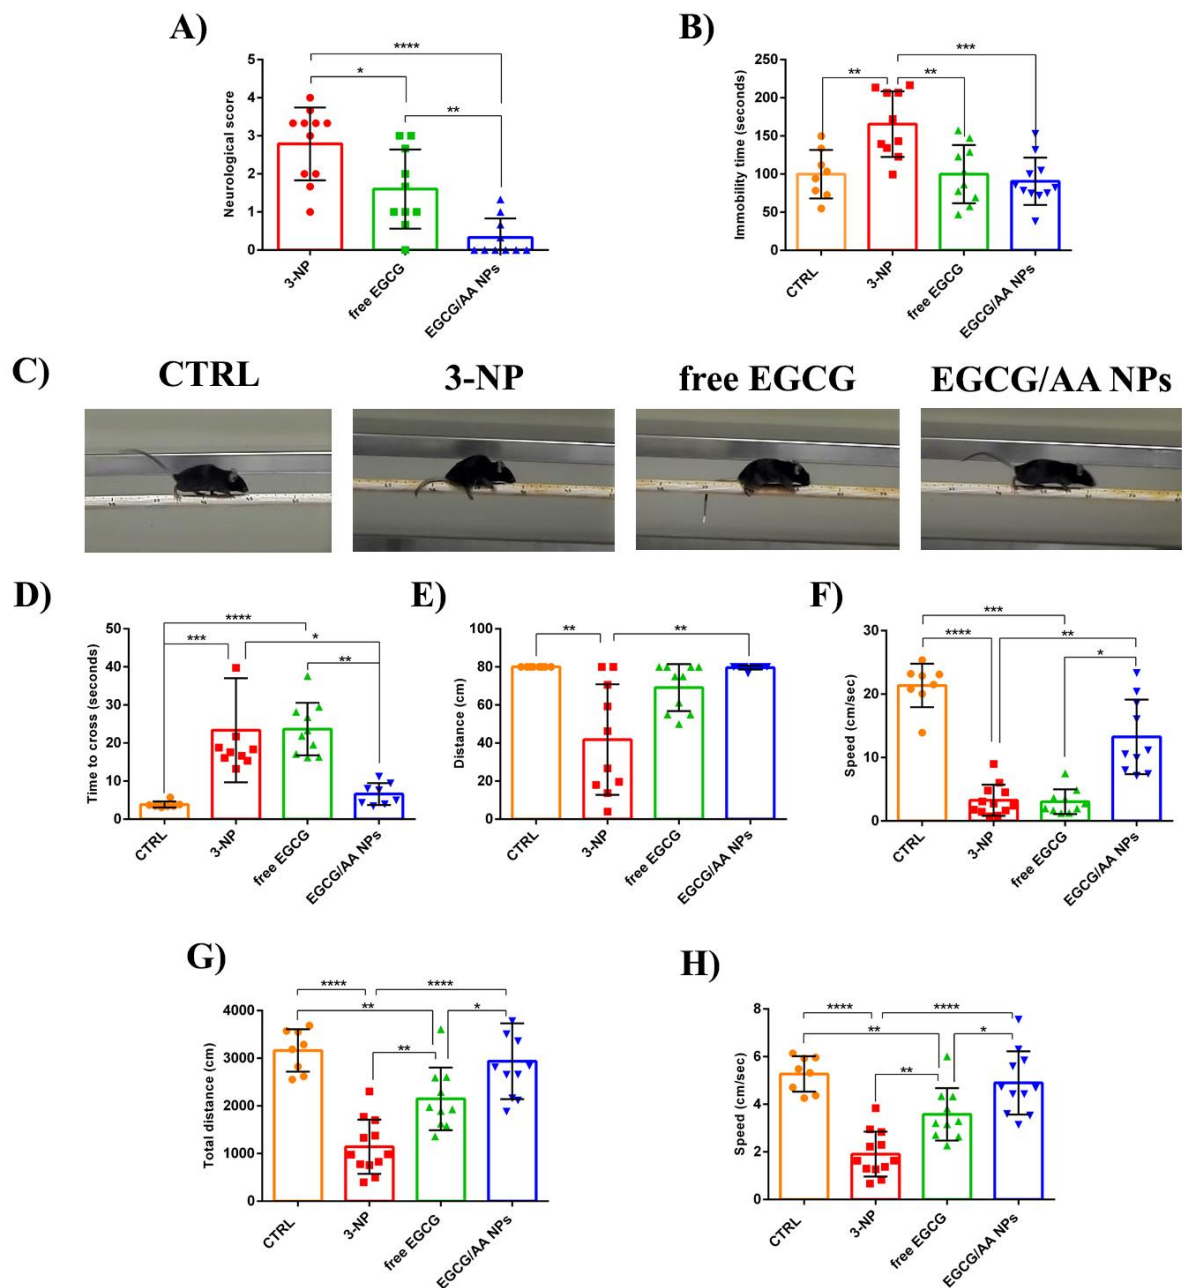 A)
****
*
**
Neurological score
5
4
3
2
1
0
3-NP
free EGCG
EGCG/AA NPs
B)
***
**
**
Immobility time (seconds)
250
200
150
100
50
0
CTRL
3-NP
free EGCG
EGCG/AA NPs
C)
CTRL
3-NP
free EGCG
EGCG/AA NPs
D)
****
***
*
**
Time to cross (seconds)
50
40
30
20
10
0
CTRL
3-NP
free EGCG
EGCG/AA NPs
E)
**
**
Distance (cm)
100
80
60
40
20
0
CTRL
3-NP
free EGCG
EGCG/AA NPs
F)
***
****
**
*
Speed (cm/sec)
30
20
10
0
CTRL
3-NP
free EGCG
EGCG/AA NPs
G)
****
****
**
*
**
Total distance (cm)
4000
3000
2000
1000
0
CTRL
3-NP
free EGCG
EGCG/AA NPs
H)
****
****
**
*
**
Speed (cm/sec)
8
6
4
2
0
CTRL
3-NP
free EGCG
EGCG/AA NPs